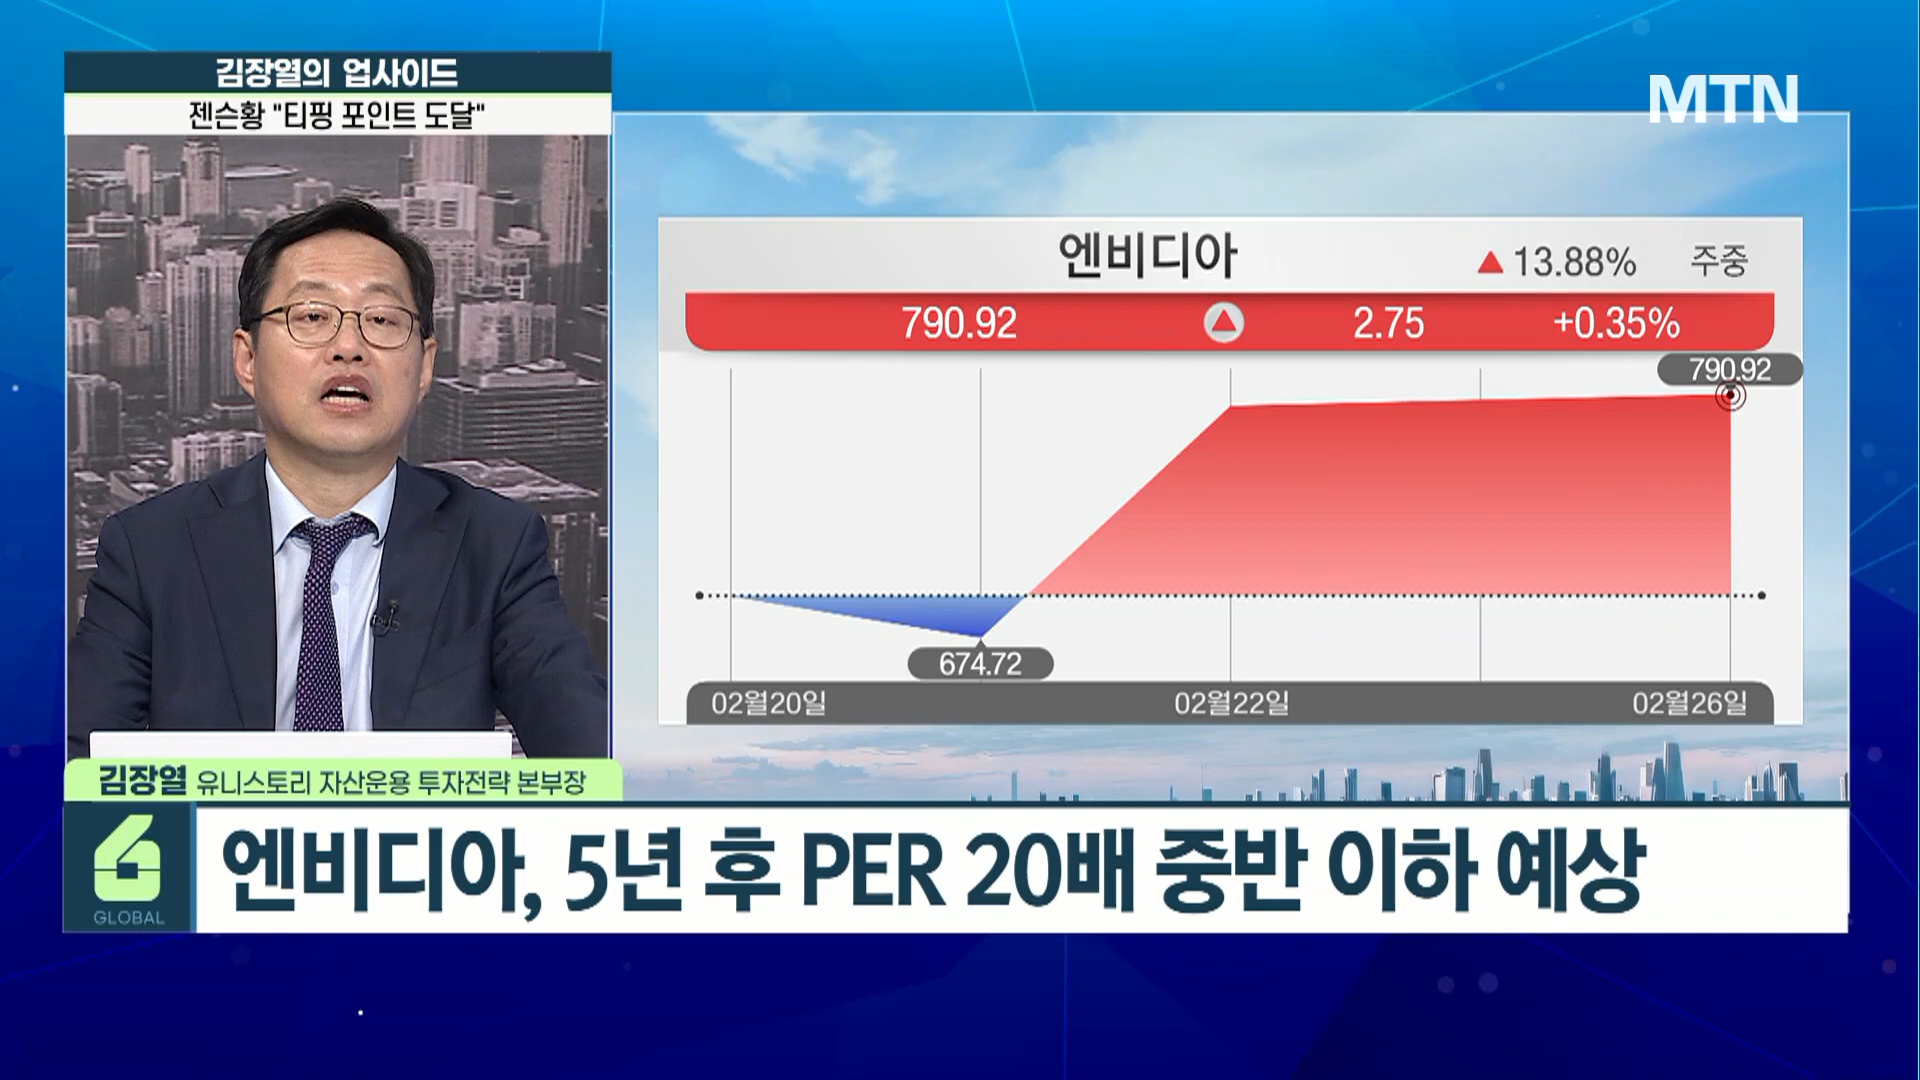 김장열의 업사이드
젠슨황 "티핑 포인트 도달"
MTN
엔비디아 ▲ 13.88% 주중
790.92 ▲ 2.75 +0.35%
790.92
674.72
02월20일 02월22일 02월26일
김장열 유니스토리 자산운용 투자전략 본부장
6
GLOBAL
엔비디아, 5년 후 PER 20배 중반 이하 예상